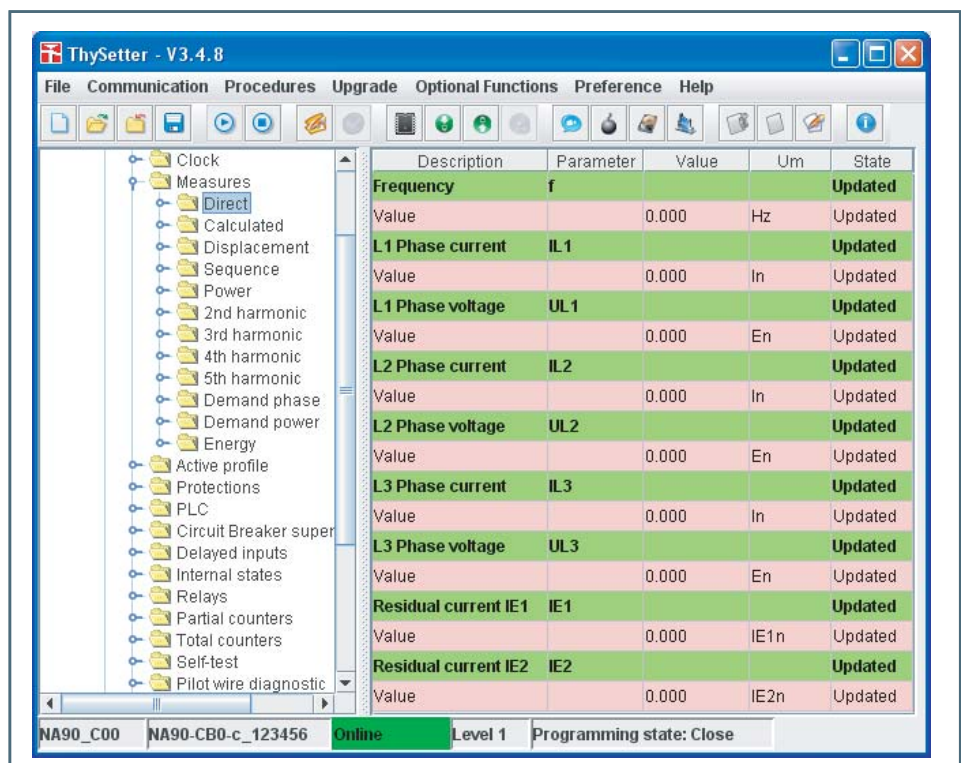 ThySetter - V3.4.8
File Communication Procedures Upgrade Optional Functions Preference Help
Clock
Measures
Direct
Calculated
Displacement
Sequence
Power
2nd harmonic
3rd harmonic
4th harmonic
5th harmonic
Demand phase
Demand power
Energy
Active profile
Protections
PLC
Circuit Breaker super
Delayed inputs
Internal states
Relays
Partial counters
Total counters
Self-test
Pilot wire diagnostic
Description Parameter Value Um State
Frequency f Updated
Value 0.000 Hz Updated
L1 Phase current IL1 Updated
Value 0.000 In Updated
L1 Phase voltage UL1 Updated
Value 0.000 En Updated
L2 Phase current IL2 Updated
Value 0.000 In Updated
L2 Phase voltage UL2 Updated
Value 0.000 En Updated
L3 Phase current IL3 Updated
Value 0.000 In Updated
L3 Phase voltage UL3 Updated
Value 0.000 En Updated
Residual current IE1 IE1 Updated
Value 0.000 IE1n Updated
Residual current IE2 IE2 Updated
Value 0.000 IE2n Updated
NA90_C00 NA90-CB0-c_123456 Online Level 1 Programming state: Close